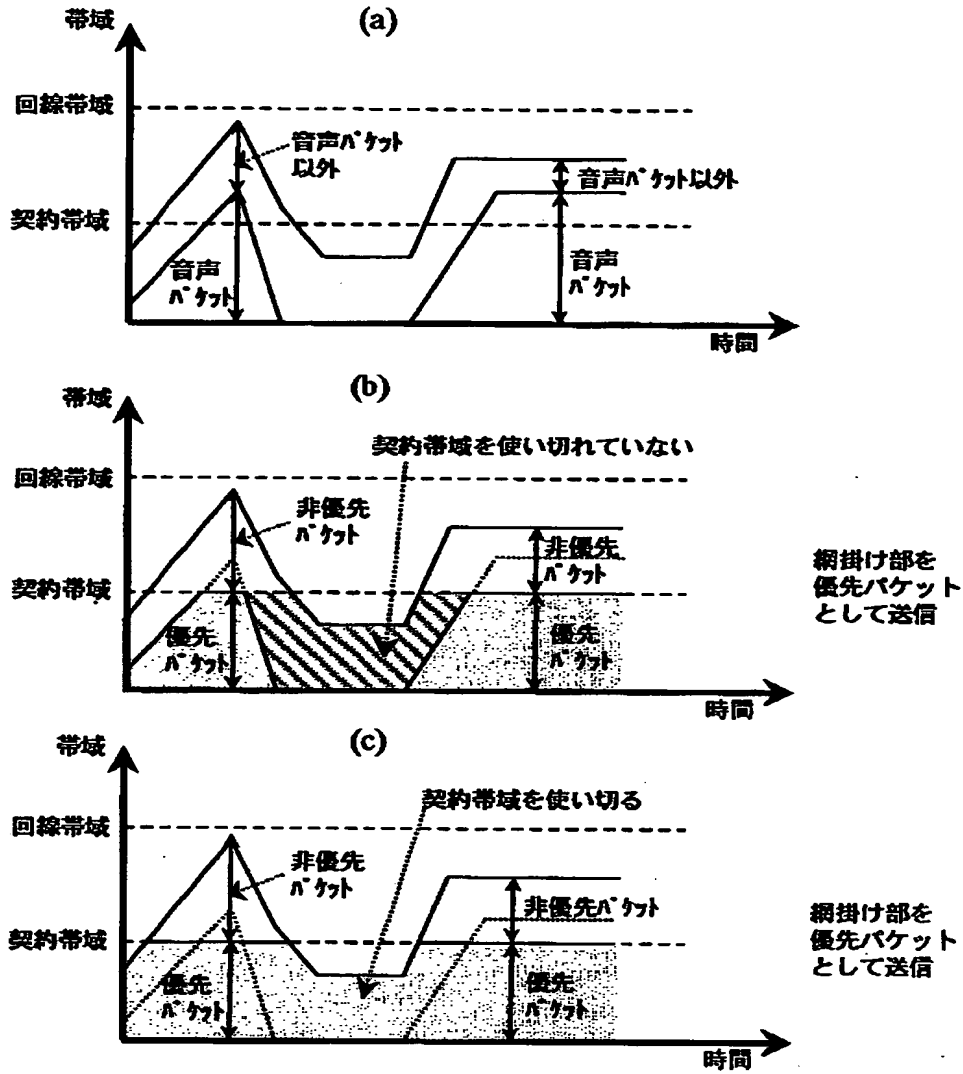 (a)
帯域
回線帯域
音声ﾊﾟｹｯﾄ
以外
音声ﾊﾟｹｯﾄ以外
契約帯域
音声
ﾊﾟｹｯﾄ
音声
ﾊﾟｹｯﾄ
時間
(b)
帯域
契約帯域を使い切れていない
回線帯域
非優先
ﾊﾟｹｯﾄ
非優先
ﾊﾟｹｯﾄ
契約帯域
優先
ﾊﾟｹｯﾄ
優先
ﾊﾟｹｯﾄ
網掛け部を
優先パケット
として送信
時間
(c)
帯域
契約帯域を使い切る
回線帯域
非優先
ﾊﾟｹｯﾄ
非優先ﾊﾟｹｯﾄ
契約帯域
優先
ﾊﾟｹｯﾄ
優先
ﾊﾟｹｯﾄ
網掛け部を
優先パケット
として送信
時間